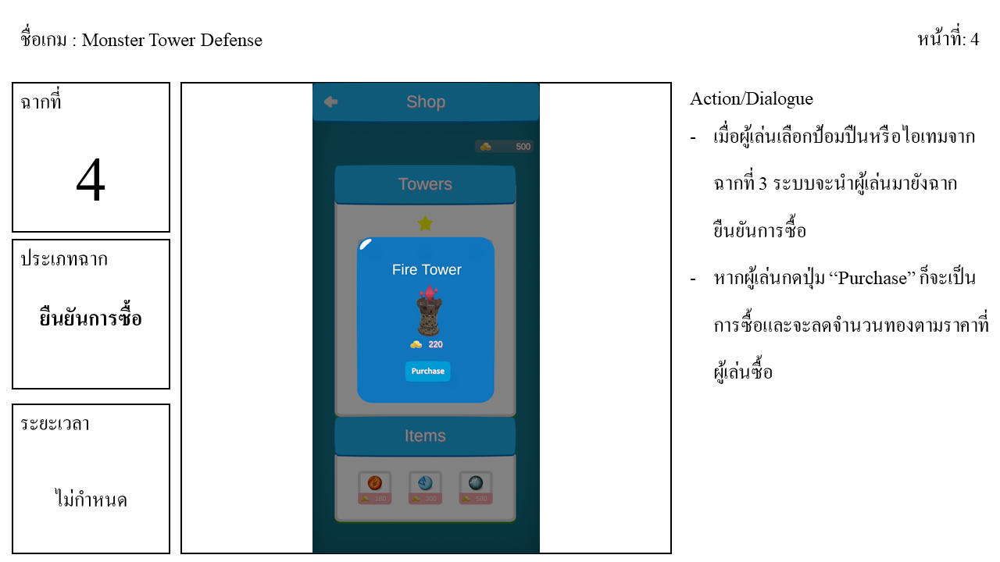 ชื่อเกม : Monster Tower Defense
หน้าที่: 4
ฉากที่
4
ประเภทฉาก
ยืนยันการซื้อ
ระยะเวลา
ไม่กำหนด
Shop
500
Towers
Fire Tower
220
Purchase
Items
180
300
580
Action/Dialogue
- เมื่อผู้เล่นเลือกป้อมปืนหรือไอเทมจาก
ฉากที่ 3 ระบบจะนำผู้เล่นมายังฉาก
ยืนยันการซื้อ
- หากผู้เล่นกดปุ่ม “Purchase” ก็จะเป็น
การซื้อและจะลดจำนวนทองตามราคาที่
ผู้เล่นซื้อ